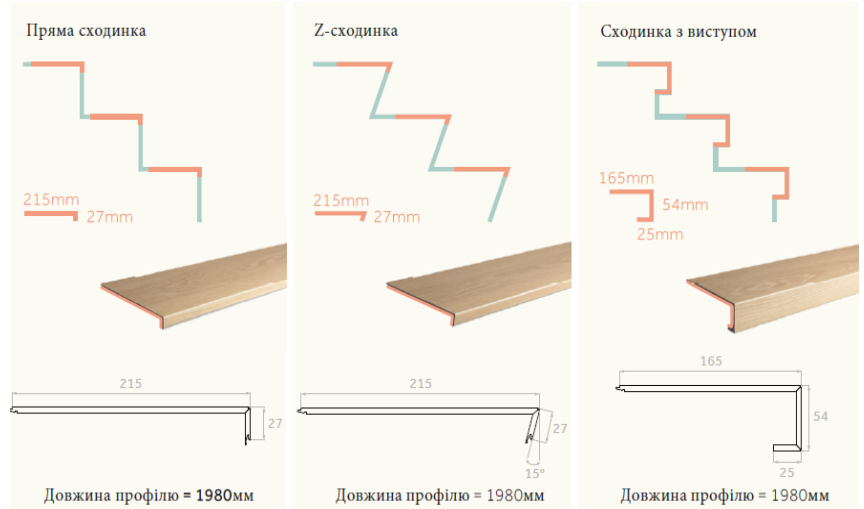 Пряма сходинка
215mm
27mm
215
27
Довжина профілю = 1980мм
Z-сходинка
215mm
27mm
215
27
15°
Довжина профілю = 1980мм
Сходинка з виступом
165mm
54mm
25mm
165
54
25
Довжина профілю = 1980мм